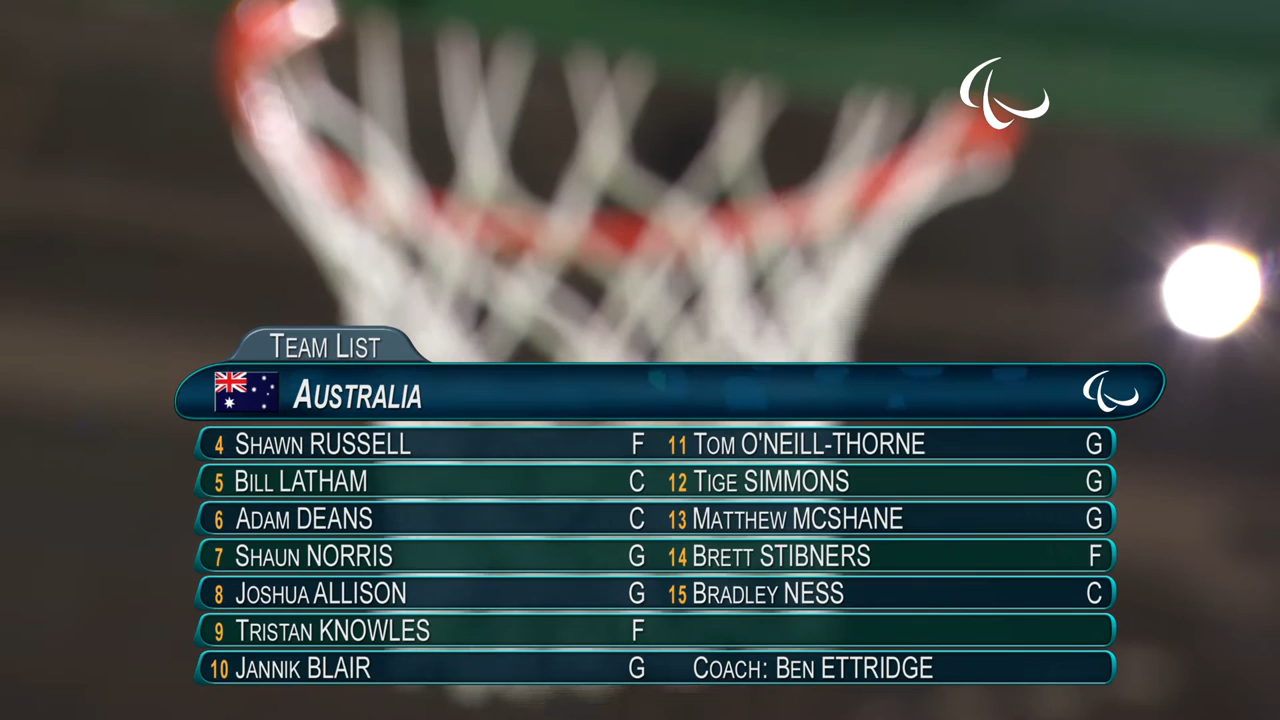 TEAM LIST
AUSTRALIA
4 SHAWN RUSSELL F 11 TOM O'NEILL-THORNE G
5 BILL LATHAM C 12 TIGE SIMMONS G
6 ADAM DEANS C 13 MATTHEW MCSHANE G
7 SHAUN NORRIS G 14 BRETT STIBNERS F
8 JOSHUA ALLISON G 15 BRADLEY NESS C
9 TRISTAN KNOWLES F
10 JANNIK BLAIR G COACH: BEN ETTRIDGE